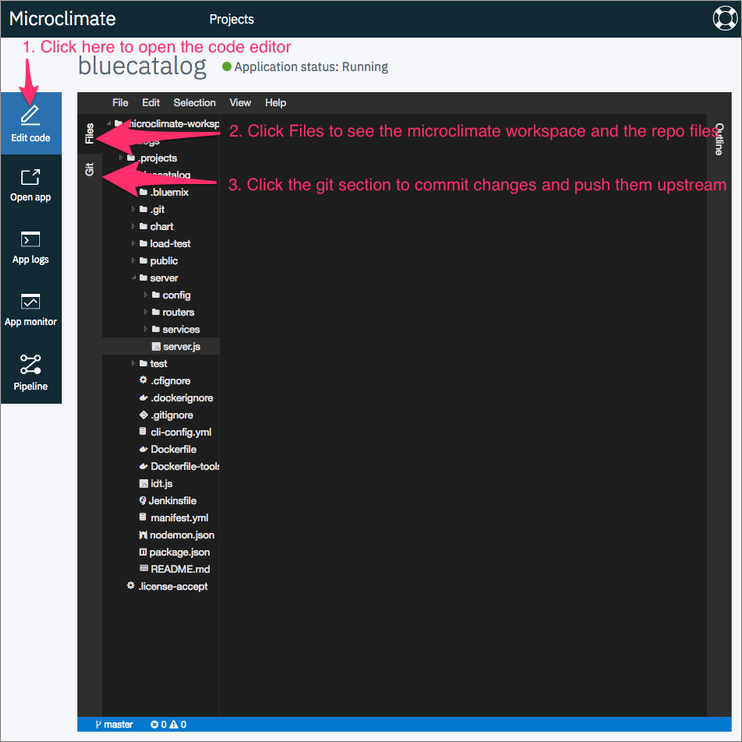 Microclimate
Projects
1. Click here to open the code editor
bluecatalog
Application status: Running
Edit code
Open app
App logs
App monitor
Pipeline
File Edit Selection View Help
Files
Git
Outline
2. Click Files to see the microclimate workspace and the repo files
3. Click the git section to commit changes and push them upstream
microclimate-worksp
.projects
bluecatalog
.bluemix
.git
chart
load-test
public
server
config
routers
services
server.js
test
.cfignore
.dockerignore
.gitignore
cli-config.yml
Dockerfile
Dockerfile-tools
idt.js
Jenkinsfile
manifest.yml
nodemon.json
package.json
README.md
.license-accept
master 0 0